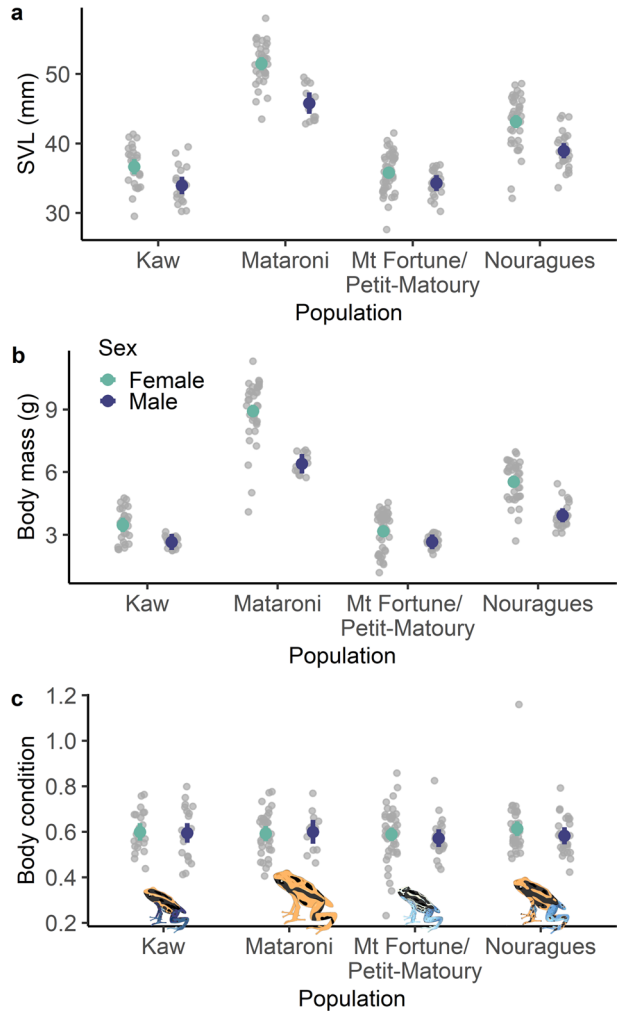 a
SVL (mm)
50
40
30
Kaw
Mataroni
Mt Fortune/
Petit-Matoury
Nouragues
Population
b
Sex
Female
Male
Body mass (g)
9
6
3
Kaw
Mataroni
Mt Fortune/
Petit-Matoury
Nouragues
Population
c
Body condition
1.2
1.0
0.8
0.6
0.4
0.2
Kaw
Mataroni
Mt Fortune/
Petit-Matoury
Nouragues
Population